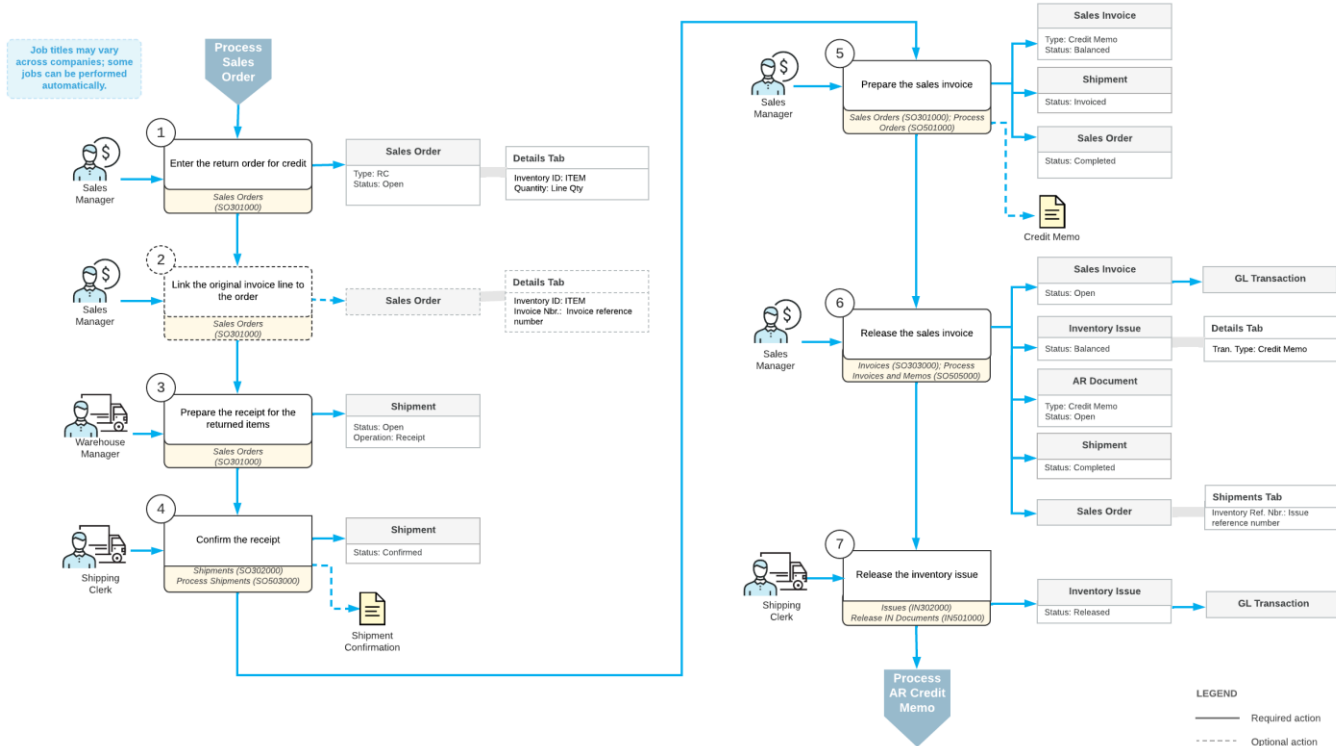 Job titles may vary
across companies; some
jobs can be performed
automatically.
Process
Sales
Order
1
Enter the return order for credit
Sales Orders
(SO301000)
Sales
Manager
Sales Order
Type: RC
Status: Open
Details Tab
Inventory ID: ITEM
Quantity: Line Qty
2
Link the original invoice line to
the order
Sales Orders
(SO301000)
Sales
Manager
Sales Order
Details Tab
Inventory ID: ITEM
Invoice Nbr.: Invoice reference
number
3
Prepare the receipt for the
returned items
Sales Orders
(SO301000)
Warehouse
Manager
Shipment
Status: Open
Operation: Receipt
4
Confirm the receipt
Shipments (SO302000)
Process Shipments (SO503000)
Shipping
Clerk
Shipment
Status: Confirmed
Shipment
Confirmation
5
Prepare the sales invoice
Sales Orders (SO301000); Process
Orders (SO501000)
Sales
Manager
Sales Invoice
Type: Credit Memo
Status: Balanced
Shipment
Status: Invoiced
Sales Order
Status: Completed
Credit Memo
6
Release the sales invoice
Invoices (SO303000); Process
Invoices and Memos (SO505000)
Sales
Manager
Sales Invoice
Status: Open
GL Transaction
Inventory Issue
Status: Balanced
Details Tab
Tran. Type: Credit Memo
AR Document
Type: Credit Memo
Status: Open
Shipment
Status: Completed
Sales Order
Shipments Tab
Inventory Ref. Nbr.: Issue
reference number
7
Release the inventory issue
Issues (IN302000)
Release IN Documents (IN501000)
Shipping
Clerk
Inventory Issue
Status: Released
GL Transaction
Process
AR Credit
Memo
LEGEND
Required action
Optional action